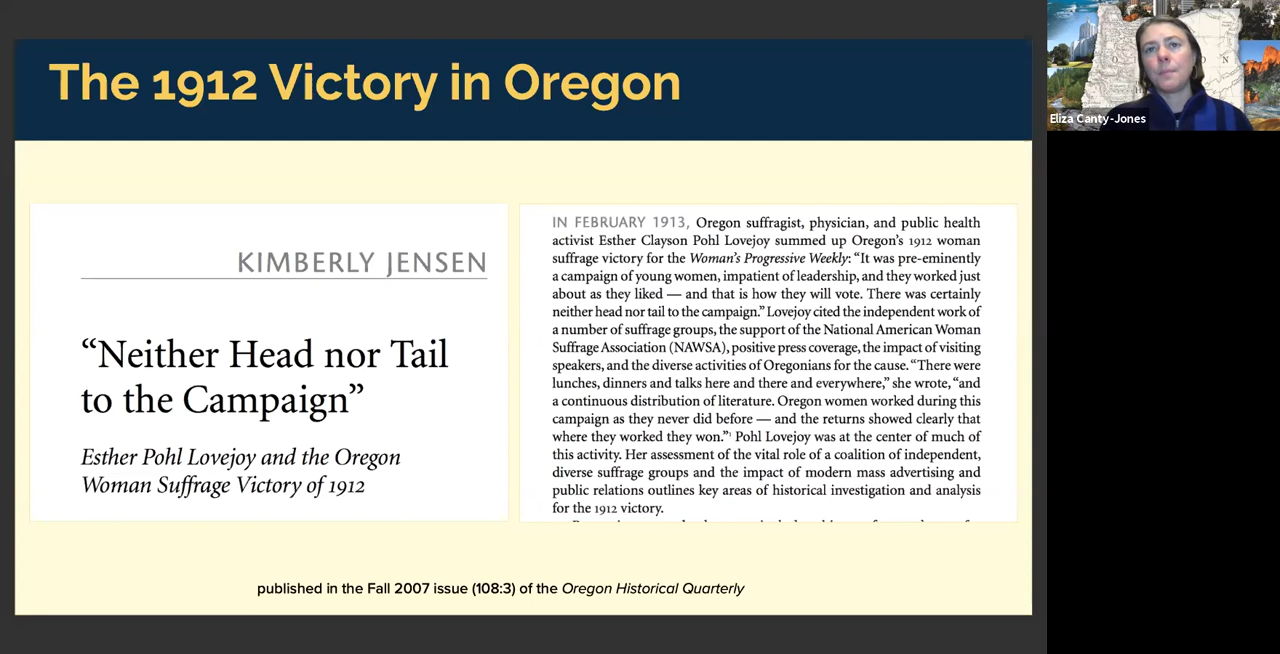 The 1912 Victory in Oregon
KIMBERLY JENSEN
“Neither Head nor Tail
to the Campaign”
Esther Pohl Lovejoy and the Oregon
Woman Suffrage Victory of 1912
IN FEBRUARY 1913, Oregon suffragist, physician, and public health
activist Esther Clayson Pohl Lovejoy summed up Oregon’s 1912 woman
suffrage victory for the Woman’s Progressive Weekly: “It was pre-eminently
a campaign of young women, impatient of leadership, and they worked just
about as they liked — and that is how they will vote. There was certainly
neither head nor tail to the campaign.” Lovejoy cited the independent work of
a number of suffrage groups, the support of the National American Woman
Suffrage Association (NAWSA), positive press coverage, the impact of visiting
speakers, and the diverse activities of Oregonians for the cause. “There were
lunches, dinners and talks here and there and everywhere,” she wrote, “and
a continuous distribution of literature. Oregon women worked during this
campaign as they never did before — and the returns showed clearly that
where they worked they won.”¹ Pohl Lovejoy was at the center of much of
this activity. Her assessment of the vital role of a coalition of independent,
diverse suffrage groups and the impact of modern mass advertising and
public relations outlines key areas of historical investigation and analysis
for the 1912 victory.
published in the Fall 2007 issue (108:3) of the Oregon Historical Quarterly
Eliza Canty-Jones